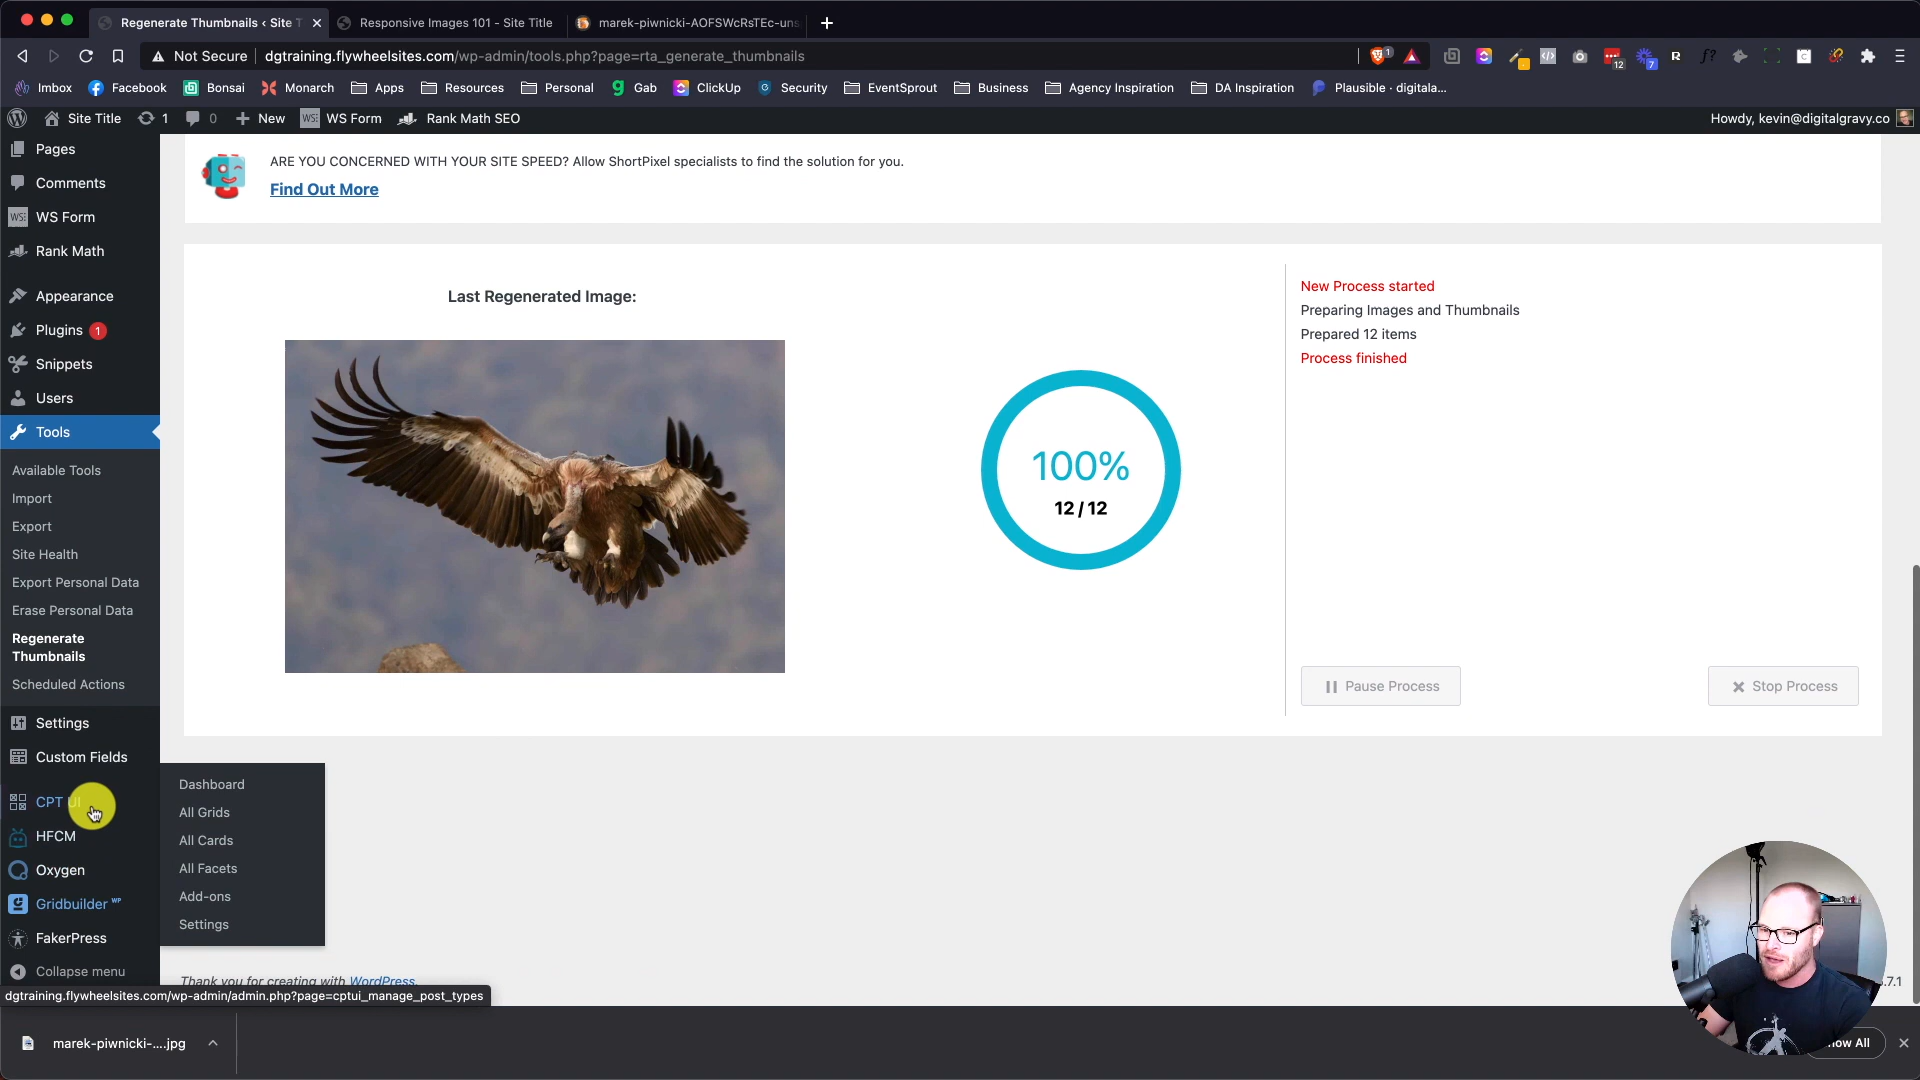 Regenerate Thumbnails ‹ Site T
Responsive Images 101 - Site Title
marek-piwnicki-AOFSWcRsTEc-uns
Not Secure
dgtraining.flywheelsites.com/wp-admin/tools.php?page=rta_generate_thumbnails
Imbox
Facebook
Bonsai
Monarch
Apps
Resources
Personal
Gab
ClickUp
Security
EventSprout
Business
Agency Inspiration
DA Inspiration
Plausible · digitala...
Site Title
1
0
New
WS Form
Rank Math SEO
Howdy, kevin@digitalgravy.co
Pages
Comments
WS Form
Rank Math
Appearance
Plugins 1
Snippets
Users
Tools
Available Tools
Import
Export
Site Health
Export Personal Data
Erase Personal Data
Regenerate
Thumbnails
Scheduled Actions
Settings
Custom Fields
CPT UI
HFCM
Oxygen
Gridbuilder WP
FakerPress
Collapse menu
Dashboard
All Grids
All Cards
All Facets
Add-ons
Settings
ARE YOU CONCERNED WITH YOUR SITE SPEED? Allow ShortPixel specialists to find the solution for you.
Find Out More
Last Regenerated Image:
100%
12 / 12
New Process started
Preparing Images and Thumbnails
Prepared 12 items
Process finished
Pause Process
Stop Process
Thank you for creating with WordPress.
.7.1
dgtraining.flywheelsites.com/wp-admin/admin.php?page=cptui_manage_post_types
marek-piwnicki-....jpg
ow All